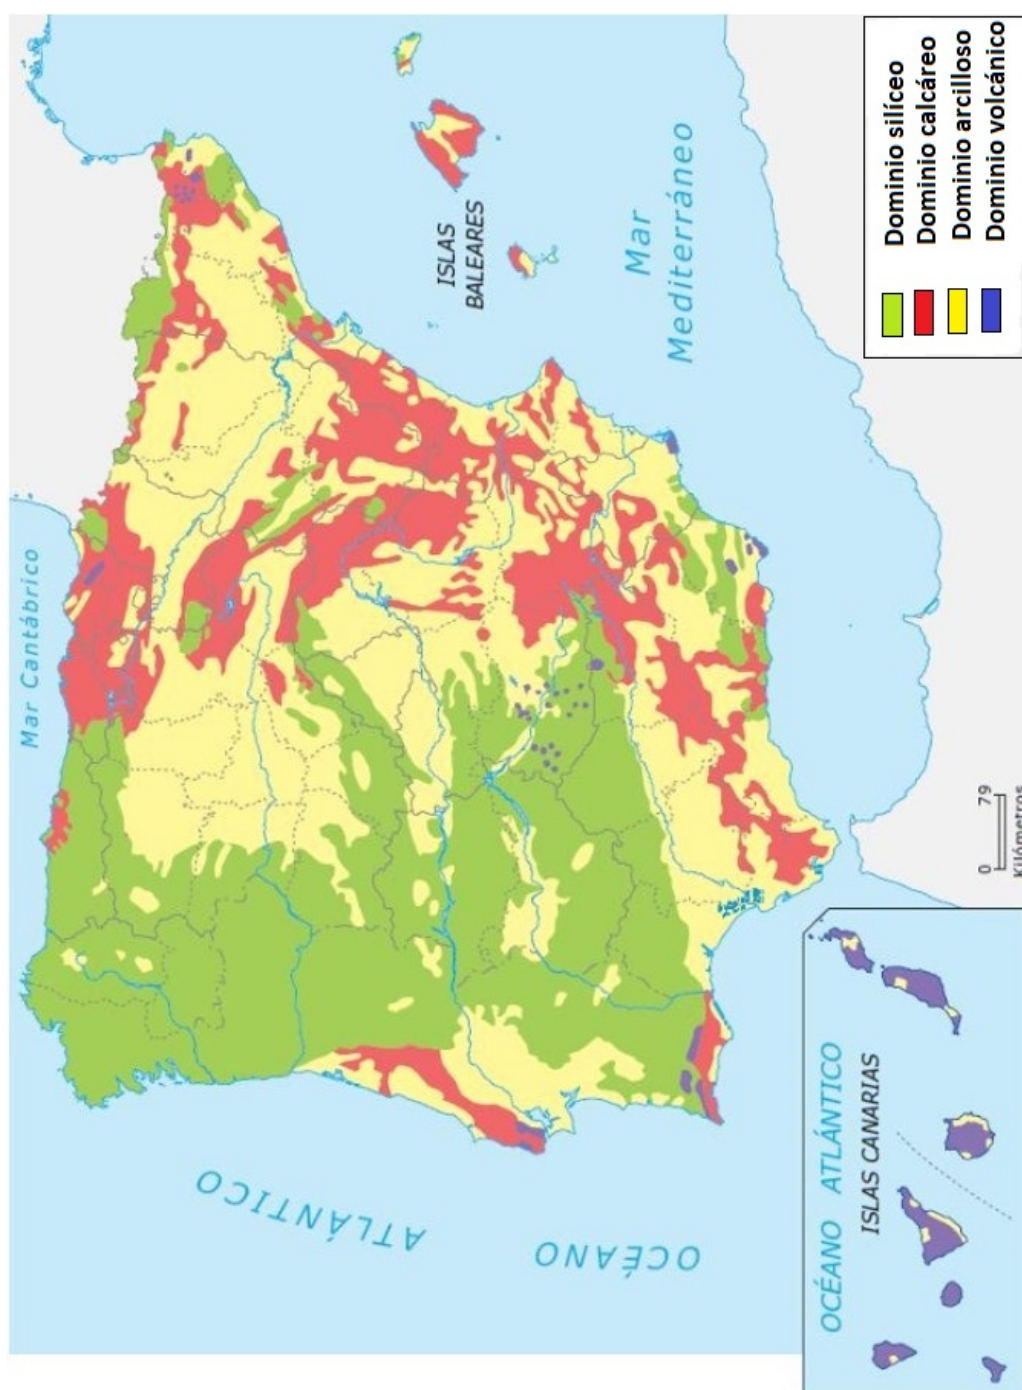 Mar Cantábrico
ISLAS
BALEARES
Mar
Mediterráneo
OCÉANO
ATLÁNTICO
OCÉANO ATLÁNTICO
ISLAS CANARIAS
0 79
Kilómetros
Dominio silíceo
Dominio calcáreo
Dominio arcilloso
Dominio volcánico